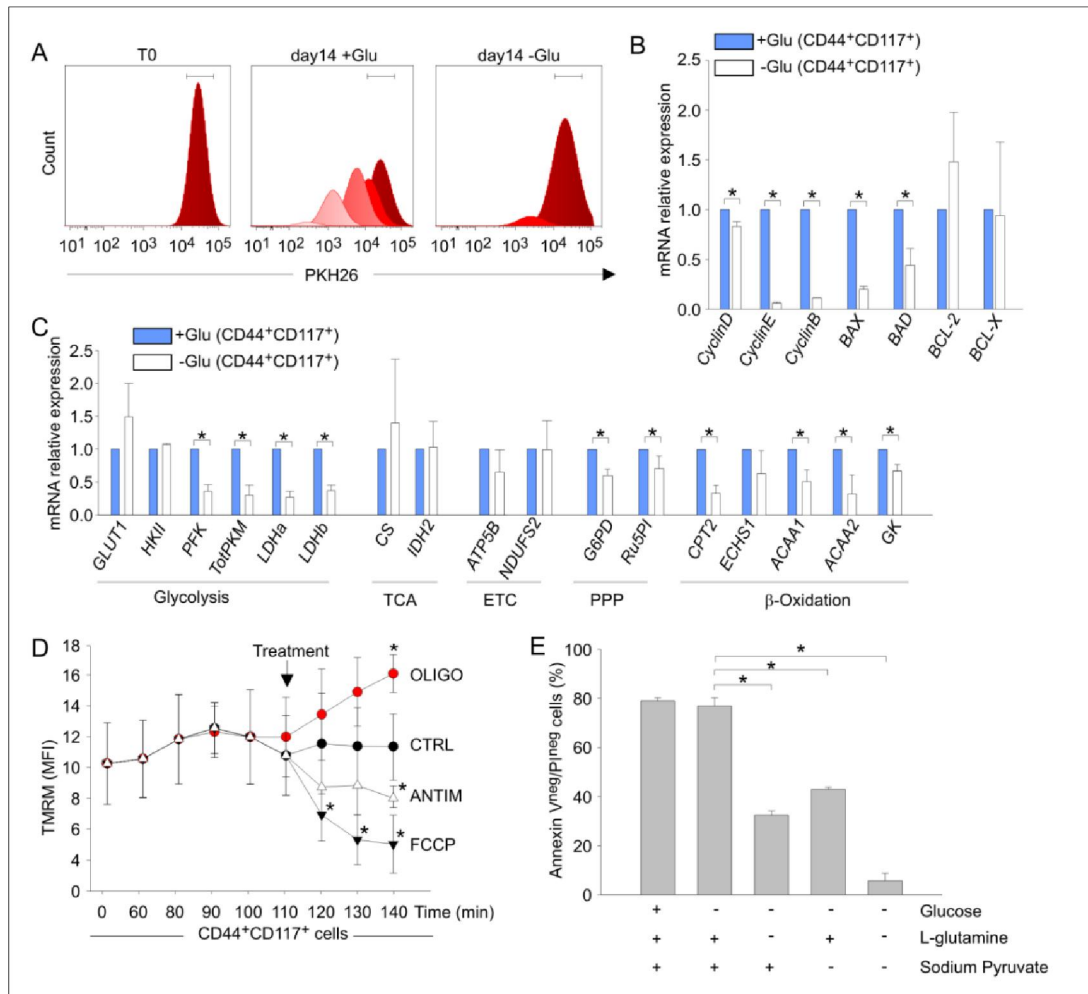 A
T0
day14 +Glu
day14 -Glu
Count
10¹ 10² 10³ 10⁴ 10⁵
10¹ 10² 10³ 10⁴ 10⁵
10¹ 10² 10³ 10⁴ 10⁵
PKH26
B
+Glu (CD44⁺CD117⁺)
-Glu (CD44⁺CD117⁺)
mRNA relative expression
2.5
2.0
1.5
1.0
0.5
0.0
* * * * *
CyclinD
CyclinE
CyclinB
BAX
BAD
BCL-2
BCL-X
C
+Glu (CD44⁺CD117⁺)
-Glu (CD44⁺CD117⁺)
mRNA relative expression
2.5
2.0
1.5
1.0
0.5
0.0
* * * * * * * * * *
GLUT1
HKII
PFK
TotPKM
LDHa
LDHb
CS
IDH2
ATP5B
NDUFS2
G6PD
Ru5PI
CPT2
ECHS1
ACAA1
ACAA2
GK
Glycolysis
TCA
ETC
PPP
β-Oxidation
D
TMRM (MFI)
18
16
14
12
10
8
6
4
2
0
Treatment
*
OLIGO
CTRL
ANTIM
*
FCCP
* * *
0 60 80 90 100 110 120 130 140 Time (min)
CD44⁺CD117⁺ cells
E
Annexin Vⁿᵉᵍ/PIⁿᵉᵍ cells (%)
100
80
60
40
20
0
*
*
*
+ - - - - Glucose
+ + - + - L-glutamine
+ + + - - Sodium Pyruvate